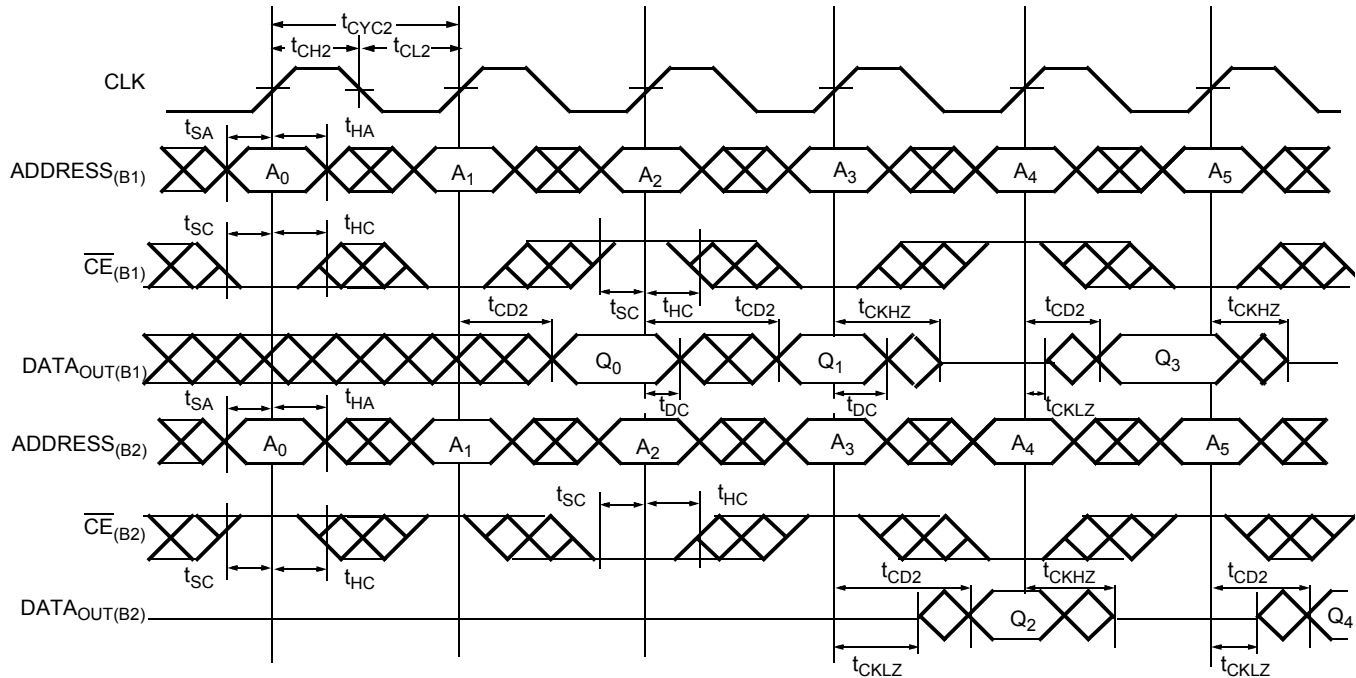 tCYC2
tCH2 tCL2
CLK
tSA tHA
ADDRESS(B1) A0 A1 A2 A3 A4 A5
tSC tHC
CE(B1)
tSC tHC
tCD2 tCD2 tCKHZ tCD2 tCKHZ
DATAOUT(B1) Q0 Q1 Q3
tDC tDC tCKLZ
tSA tHA
ADDRESS(B2) A0 A1 A2 A3 A4 A5
tSC tHC
CE(B2)
tSC tHC
tCD2 tCKHZ tCD2
DATAOUT(B2) Q2 Q4
tCKLZ tCKLZ